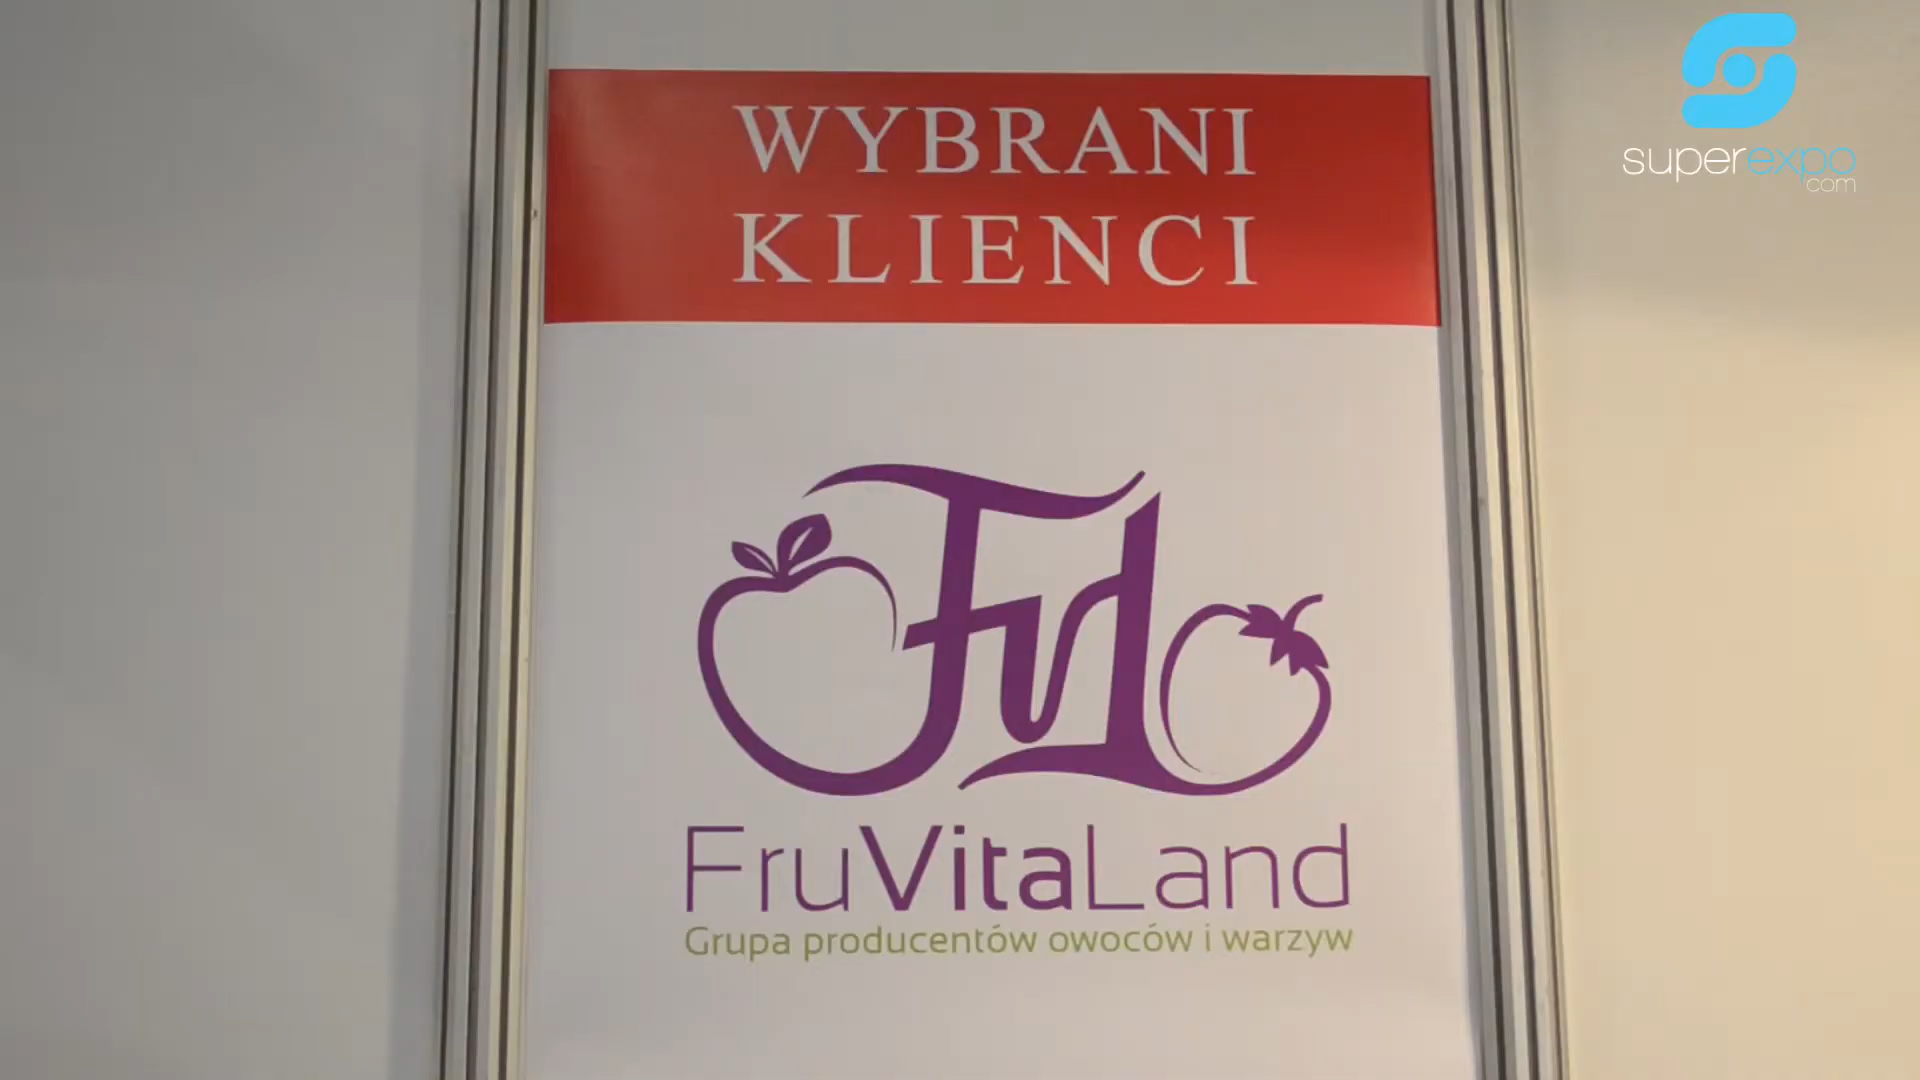 WYBRANI
KLIENCI
superexpo
com
FVL
FruVitaLand
Grupa producentów owoców i warzyw